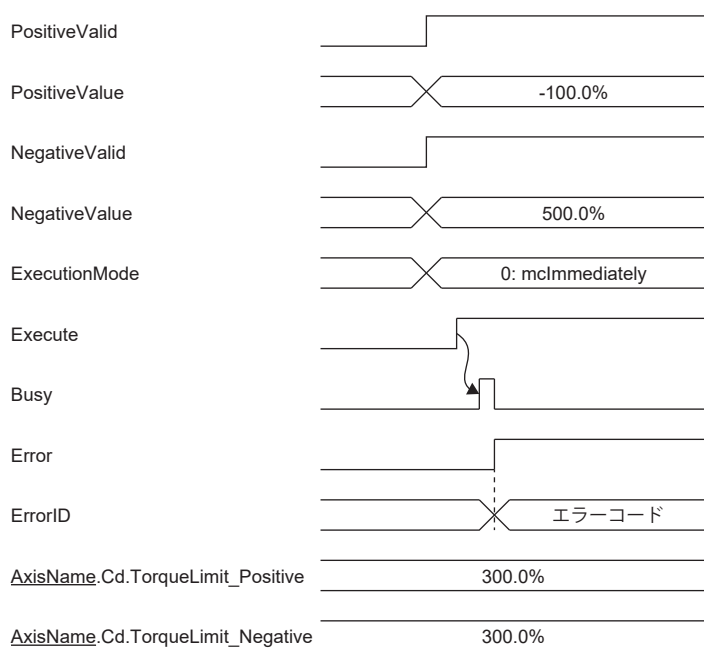 PositiveValid
PositiveValue -100.0%
NegativeValid
NegativeValue 500.0%
ExecutionMode 0: mcImmediately
Execute
Busy
Error
ErrorID エラーコード
AxisName.Cd.TorqueLimit_Positive 300.0%
AxisName.Cd.TorqueLimit_Negative 300.0%